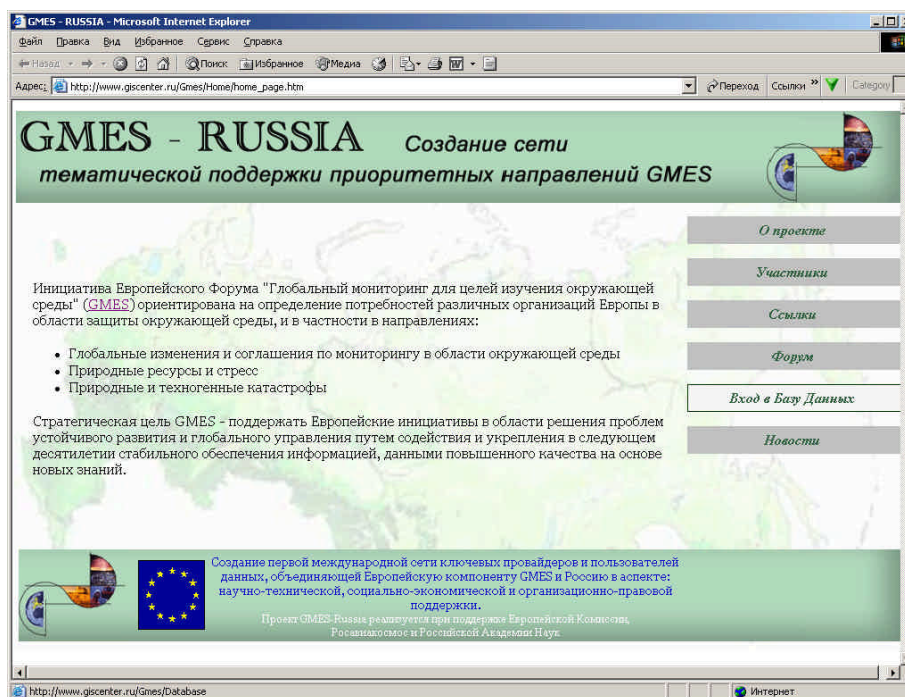 GMES - RUSSIA - Microsoft Internet Explorer
Файл Правка Вид Избранное Сервис Справка
Назад Поиск Избранное Медиа
Адрес: http://www.giscenter.ru/Gmes/Home/home_page.htm Переход Ссылки » Category
GMES - RUSSIA Создание сети
тематической поддержки приоритетных направлений GMES
О проекте
Участники
Ссылки
Форум
Вход в Базу Данных
Новости
Инициатива Европейского Форума "Глобальный мониторинг для целей изучения окружающей
среды" (GMES) ориентирована на определение потребностей различных организаций Европы в
области защиты окружающей среды, и в частности в направлениях:
• Глобальные изменения и соглашения по мониторингу в области окружающей среды
• Природные ресурсы и стресс
• Природные и техногенные катастрофы
Стратегическая цель GMES - поддержать Европейские инициативы в области решения проблем
устойчивого развития и глобального управления путем содействия и укрепления в следующем
десятилетии стабильного обеспечения информацией, данными повышенного качества на основе
новых знаний.
Создание первой международной сети ключевых провайдеров и пользователей
данных, объединяющей Европейскую компоненту GMES и Россию в аспекте:
научно-технической, социально-экономической и организационно-правовой
поддержки.
Проект GMES-Russia реализуется при поддержке Европейской Комиссии,
Росавиакосмос и Российской Академии Наук
http://www.giscenter.ru/Gmes/Database Интернет